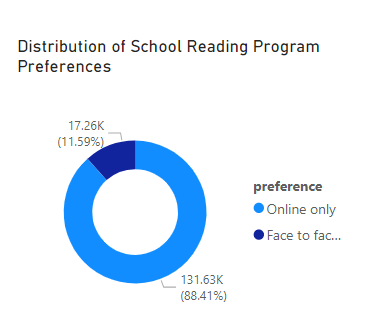 Distribution of School Reading Program
Preferences
17.26K
(11.59%)
preference
Online only
Face to fac...
131.63K
(88.41%)